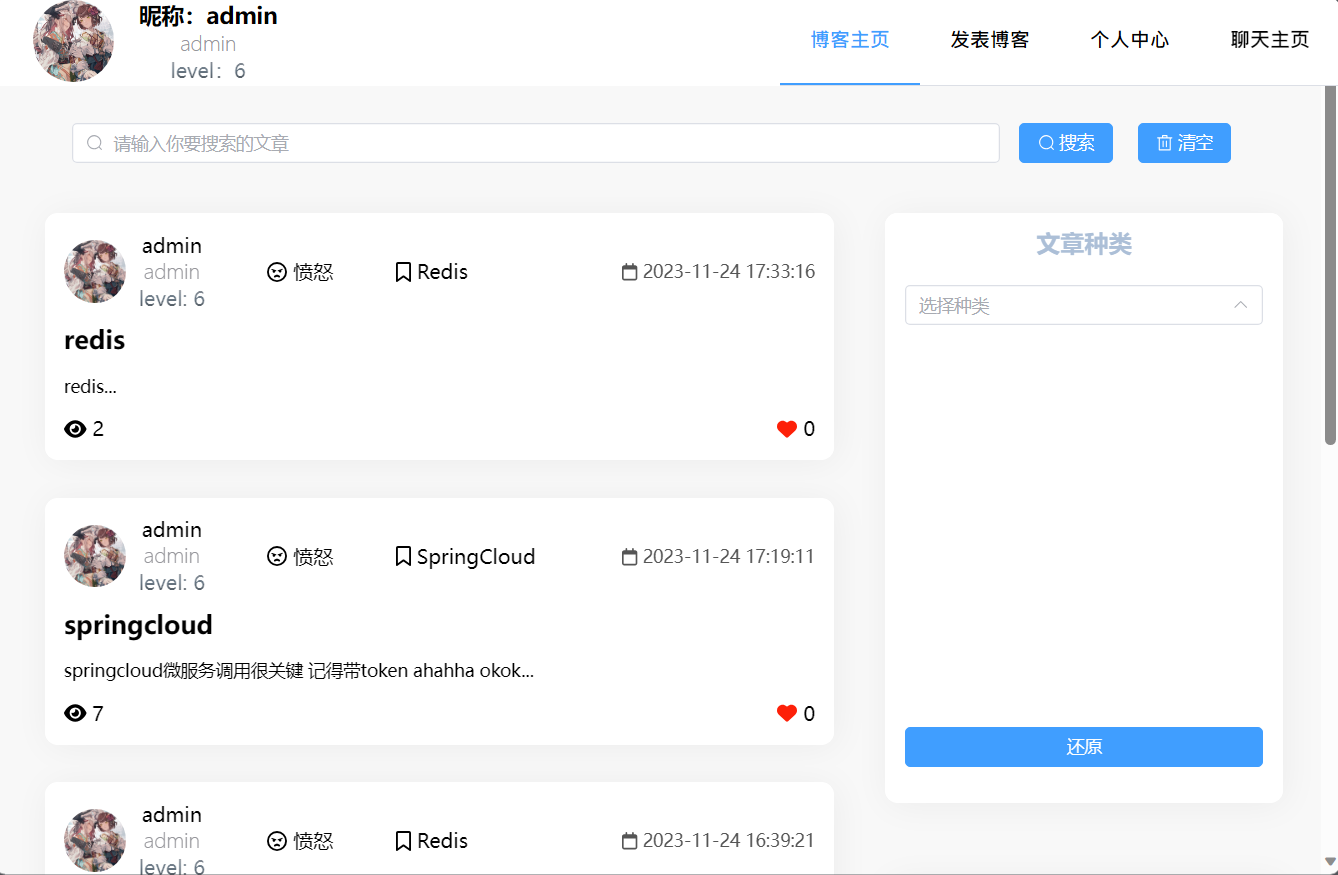 昵称：admin
admin
level：6
博客主页 发表博客 个人中心 聊天主页
请输入你要搜索的文章 搜索 清空
admin
admin
level: 6
愤怒 Redis 2023-11-24 17:33:16
redis
redis...
2 0
admin
admin
level: 6
愤怒 SpringCloud 2023-11-24 17:19:11
springcloud
springcloud微服务调用很关键 记得带token ahahha okok...
7 0
admin
admin
level: 6
愤怒 Redis 2023-11-24 16:39:21
文章种类
选择种类
还原